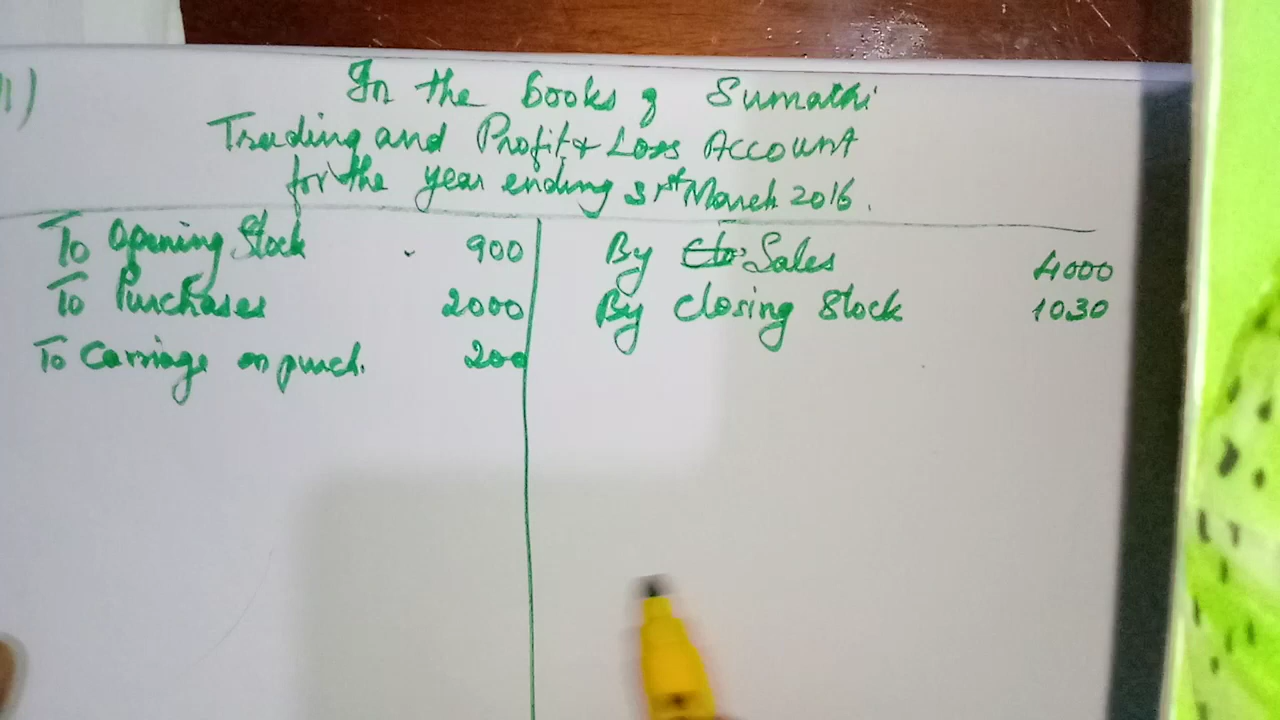 11)
In the books of Sumathi
Trading and Profit & Loss Account
for the year ending 31st March 2016.
To Opening Stock 900 By Sales 4000
To Purchases 2000 By Closing Stock 1030
To Carriage on purch. 200